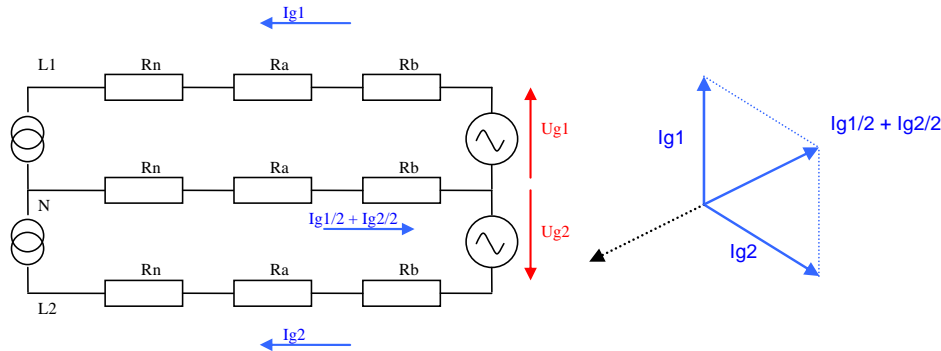 Ig1
L1
Rn Ra Rb
Ug1
Rn Ra Rb
N
Ig1/2 + Ig2/2
Ug2
Rn Ra Rb
L2
Ig2
Ig1
Ig1/2 + Ig2/2
Ig2